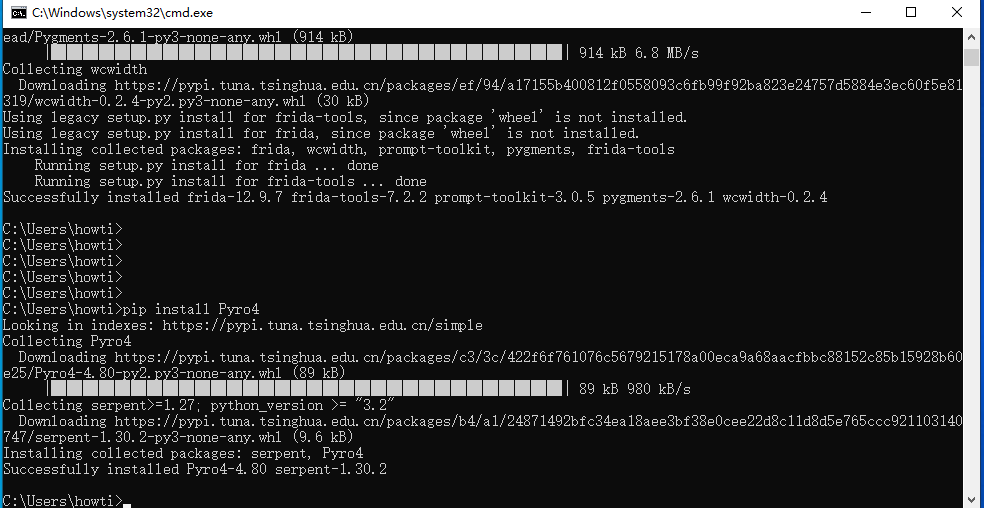 C:\Windows\system32\cmd.exe
ead/Pygments-2.6.1-py3-none-any.whl (914 kB)
| 914 kB 6.8 MB/s
Collecting wcwidth
Downloading https://pypi.tuna.tsinghua.edu.cn/packages/ef/94/a17155b400812f0558093c6fb99f92ba823e24757d5884e3ec60f5e81
319/wcwidth-0.2.4-py2.py3-none-any.whl (30 kB)
Using legacy setup.py install for frida-tools, since package 'wheel' is not installed.
Using legacy setup.py install for frida, since package 'wheel' is not installed.
Installing collected packages: frida, wcwidth, prompt-toolkit, pygments, frida-tools
Running setup.py install for frida ... done
Running setup.py install for frida-tools ... done
Successfully installed frida-12.9.7 frida-tools-7.2.2 prompt-toolkit-3.0.5 pygments-2.6.1 wcwidth-0.2.4
C:\Users\howti>
C:\Users\howti>
C:\Users\howti>
C:\Users\howti>
C:\Users\howti>
C:\Users\howti>pip install Pyro4
Looking in indexes: https://pypi.tuna.tsinghua.edu.cn/simple
Collecting Pyro4
Downloading https://pypi.tuna.tsinghua.edu.cn/packages/c3/3c/422f6f761076c5679215178a00eca9a68aacfbbc88152c85b15928b60
e25/Pyro4-4.80-py2.py3-none-any.whl (89 kB)
| 89 kB 980 kB/s
Collecting serpent>=1.27; python_version >= "3.2"
Downloading https://pypi.tuna.tsinghua.edu.cn/packages/b4/a1/24871492bfc34ea18aee3bf38e0cee22d8c11d8d5e765ccc921103140
747/serpent-1.30.2-py3-none-any.whl (9.6 kB)
Installing collected packages: serpent, Pyro4
Successfully installed Pyro4-4.80 serpent-1.30.2
C:\Users\howti>